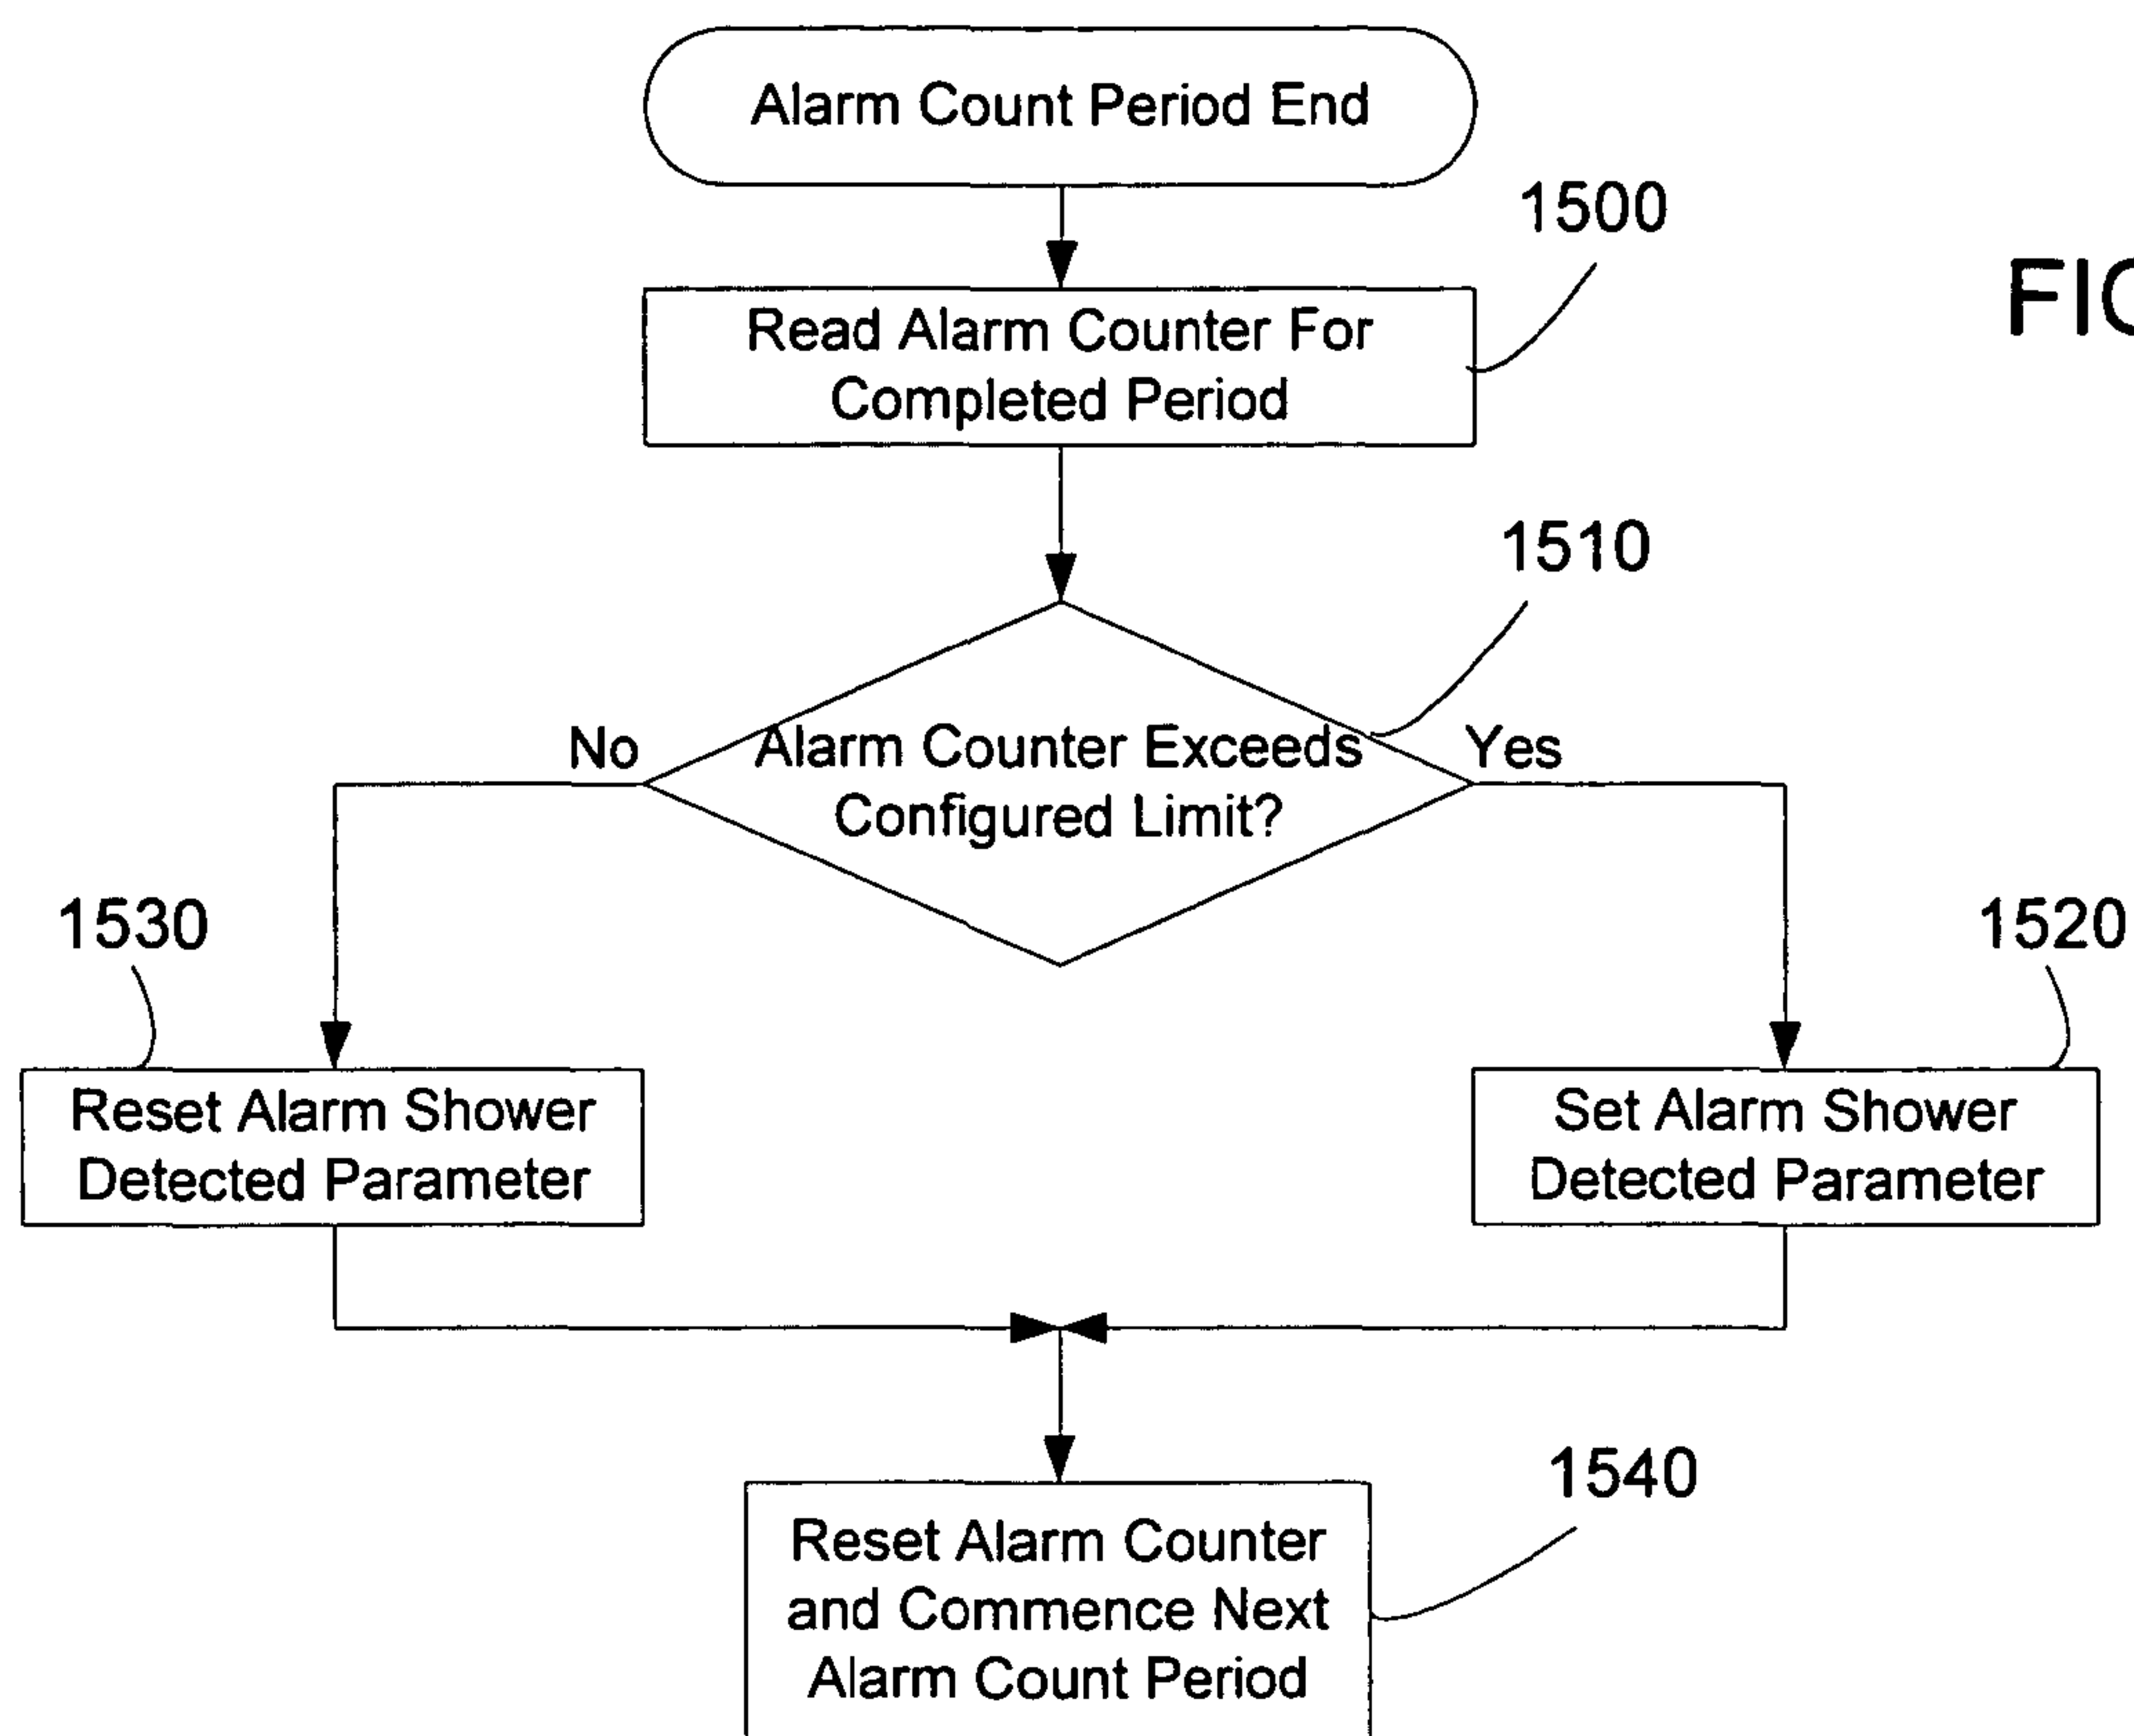 Alarm Count Period End
1500
FIG
Read Alarm Counter For
Completed Period
1510
No
Alarm Counter Exceeds
Configured Limit?
Yes
1530
1520
Reset Alarm Shower
Detected Parameter
Set Alarm Shower
Detected Parameter
1540
Reset Alarm Counter
and Commence Next
Alarm Count Period